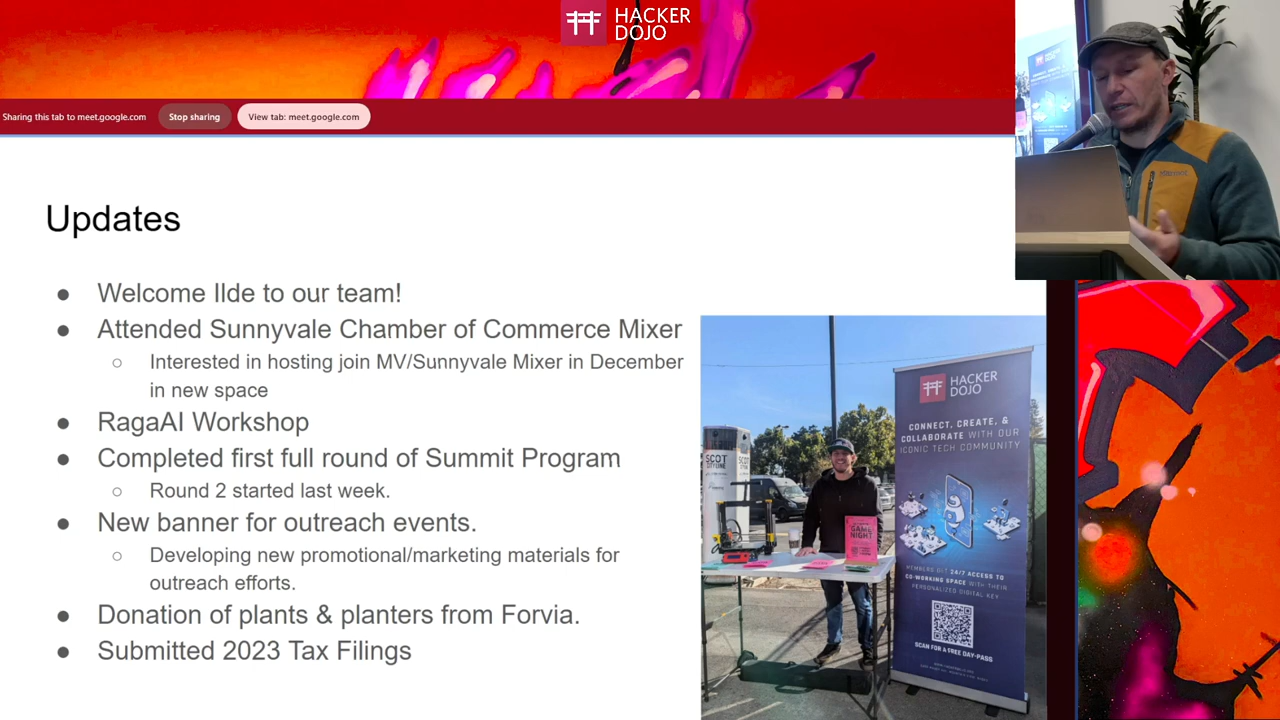 HACKER
DOJO
Sharing this tab to meet.google.com
Stop sharing
View tab: meet.google.com
Updates
● Welcome Ilde to our team!
● Attended Sunnyvale Chamber of Commerce Mixer
○ Interested in hosting join MV/Sunnyvale Mixer in December
in new space
● RagaAI Workshop
● Completed first full round of Summit Program
○ Round 2 started last week.
● New banner for outreach events.
○ Developing new promotional/marketing materials for
outreach efforts.
● Donation of plants & planters from Forvia.
● Submitted 2023 Tax Filings
HACKER
DOJO
CONNECT, CREATE, &
COLLABORATE WITH OUR
ICONIC TECH COMMUNITY
GAME
NIGHT
MEMBERS GET 24/7 ACCESS TO
CO-WORKING SPACE WITH THEIR
PERSONALIZED DIGITAL KEY
SCAN FOR A FREE DAY-PASS